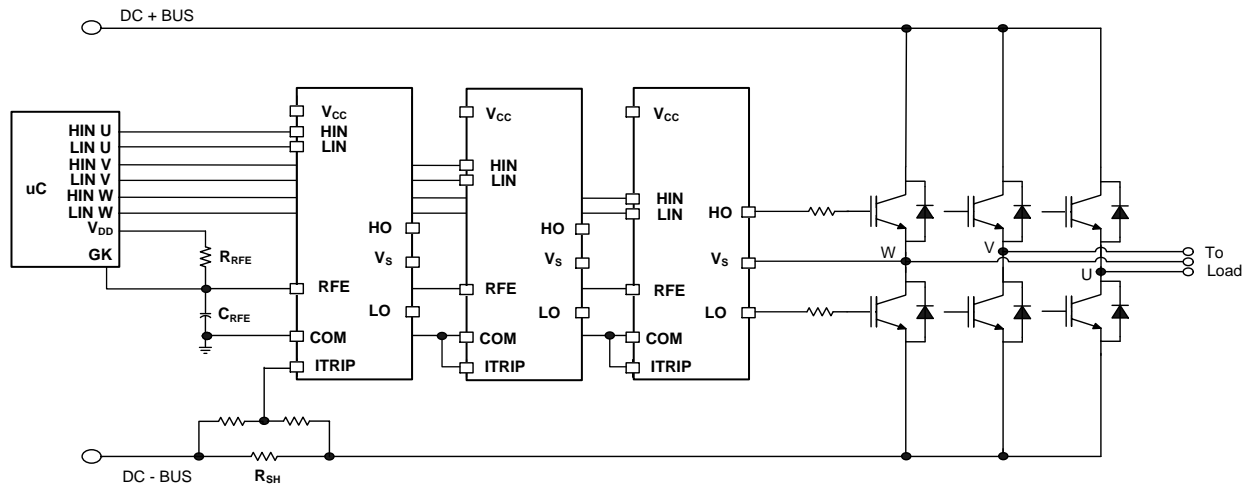 DC + BUS
uC
HIN U
LIN U
HIN V
LIN V
HIN W
LIN W
VDD
GK
RRFE
CRFE
VCC
HIN
LIN
HO
VS
RFE
LO
COM
ITRIP
VCC
HIN
LIN
HO
VS
RFE
LO
COM
ITRIP
VCC
HIN
LIN
HO
VS
RFE
LO
COM
ITRIP
W
V
U
To
Load
DC - BUS
RSH